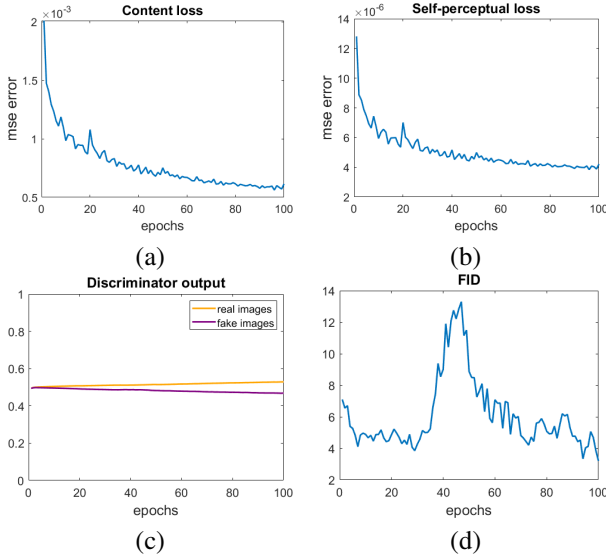 Content loss
×10⁻³
2
1.5
1
0.5
mse error
0 20 40 60 80 100
epochs
(a)
Self-perceptual loss
×10⁻⁶
14
12
10
8
6
4
2
mse error
0 20 40 60 80 100
epochs
(b)
Discriminator output
1
0.8
0.6
0.4
0.2
0
real images
fake images
0 20 40 60 80 100
epochs
(c)
FID
14
12
10
8
6
4
2
0 20 40 60 80 100
epochs
(d)